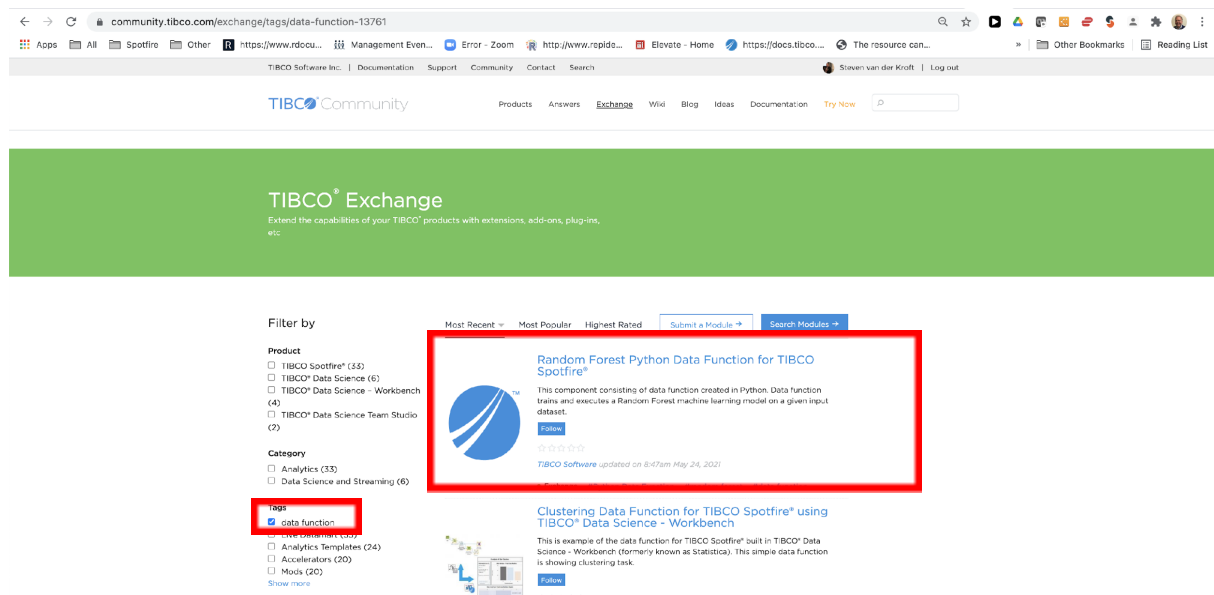 community.tibco.com/exchange/tags/data-function-13761
Apps All Spotfire Other https://www.rdocu... Management Even... Error - Zoom http://www.repide... Elevate - Home https://docs.tibco.... The resource can... » Other Bookmarks Reading List
TIBCO Software Inc. | Documentation Support Community Contact Search Steven van der Kroft | Log out
TIBCO® Community Products Answers Exchange Wiki Blog Ideas Documentation Try Now
TIBCO® Exchange
Extend the capabilities of your TIBCO® products with extensions, add-ons, plug-ins,
etc
Filter by
Product
TIBCO Spotfire® (33)
TIBCO® Data Science (6)
TIBCO® Data Science – Workbench
(4)
TIBCO® Data Science Team Studio
(2)
Category
Analytics (33)
Data Science and Streaming (6)
Tags
data function
Live Datamart (33)
Analytics Templates (24)
Accelerators (20)
Mods (20)
Show more
Most Recent Most Popular Highest Rated Submit a Module → Search Modules →
Random Forest Python Data Function for TIBCO
Spotfire®
This component consisting of data function created in Python. Data function
trains and executes a Random Forest machine learning model on a given input
dataset.
TM
Follow
TIBCO Software updated on 8:47am May 24, 2021
Clustering Data Function for TIBCO Spotfire® using
TIBCO® Data Science - Workbench
This is example of the data function for TIBCO Spotfire® built in TIBCO® Data
Science - Workbench (formerly known as Statistica). This simple data function
is showing clustering task.
Follow